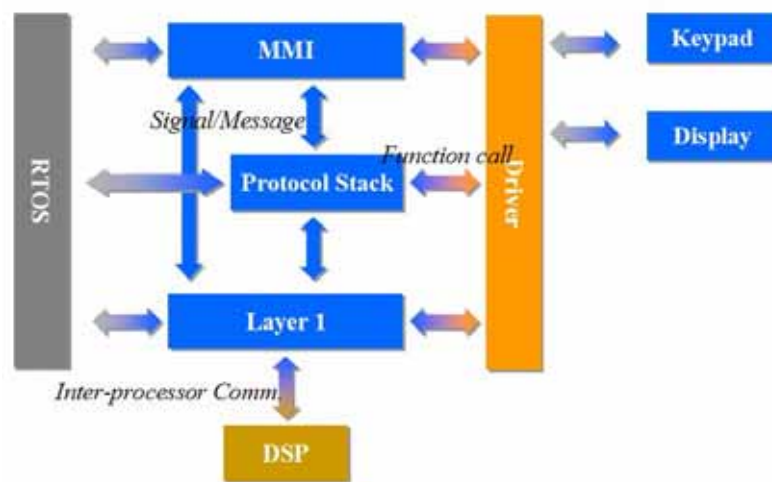 MMI
Keypad
Signal/Message
Display
Function call
RTOS
Protocol Stack
Driver
Layer 1
Inter-processor Comm.
DSP